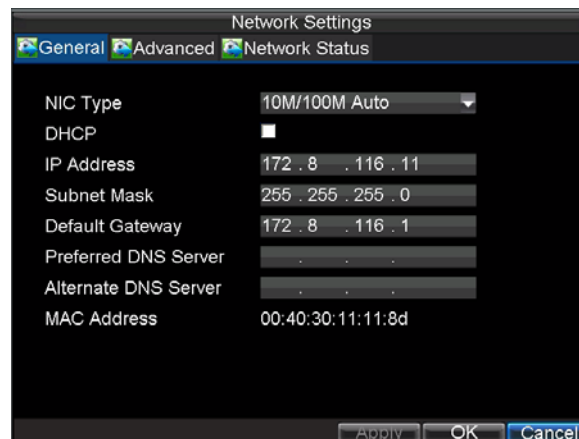 Network Settings
General Advanced Network Status
NIC Type 10M/100M Auto
DHCP
IP Address 172 . 8 . 116 . 11
Subnet Mask 255 . 255 . 255 . 0
Default Gateway 172 . 8 . 116 . 1
Preferred DNS Server . . .
Alternate DNS Server . . .
MAC Address 00:40:30:11:11:8d
Apply OK Cancel